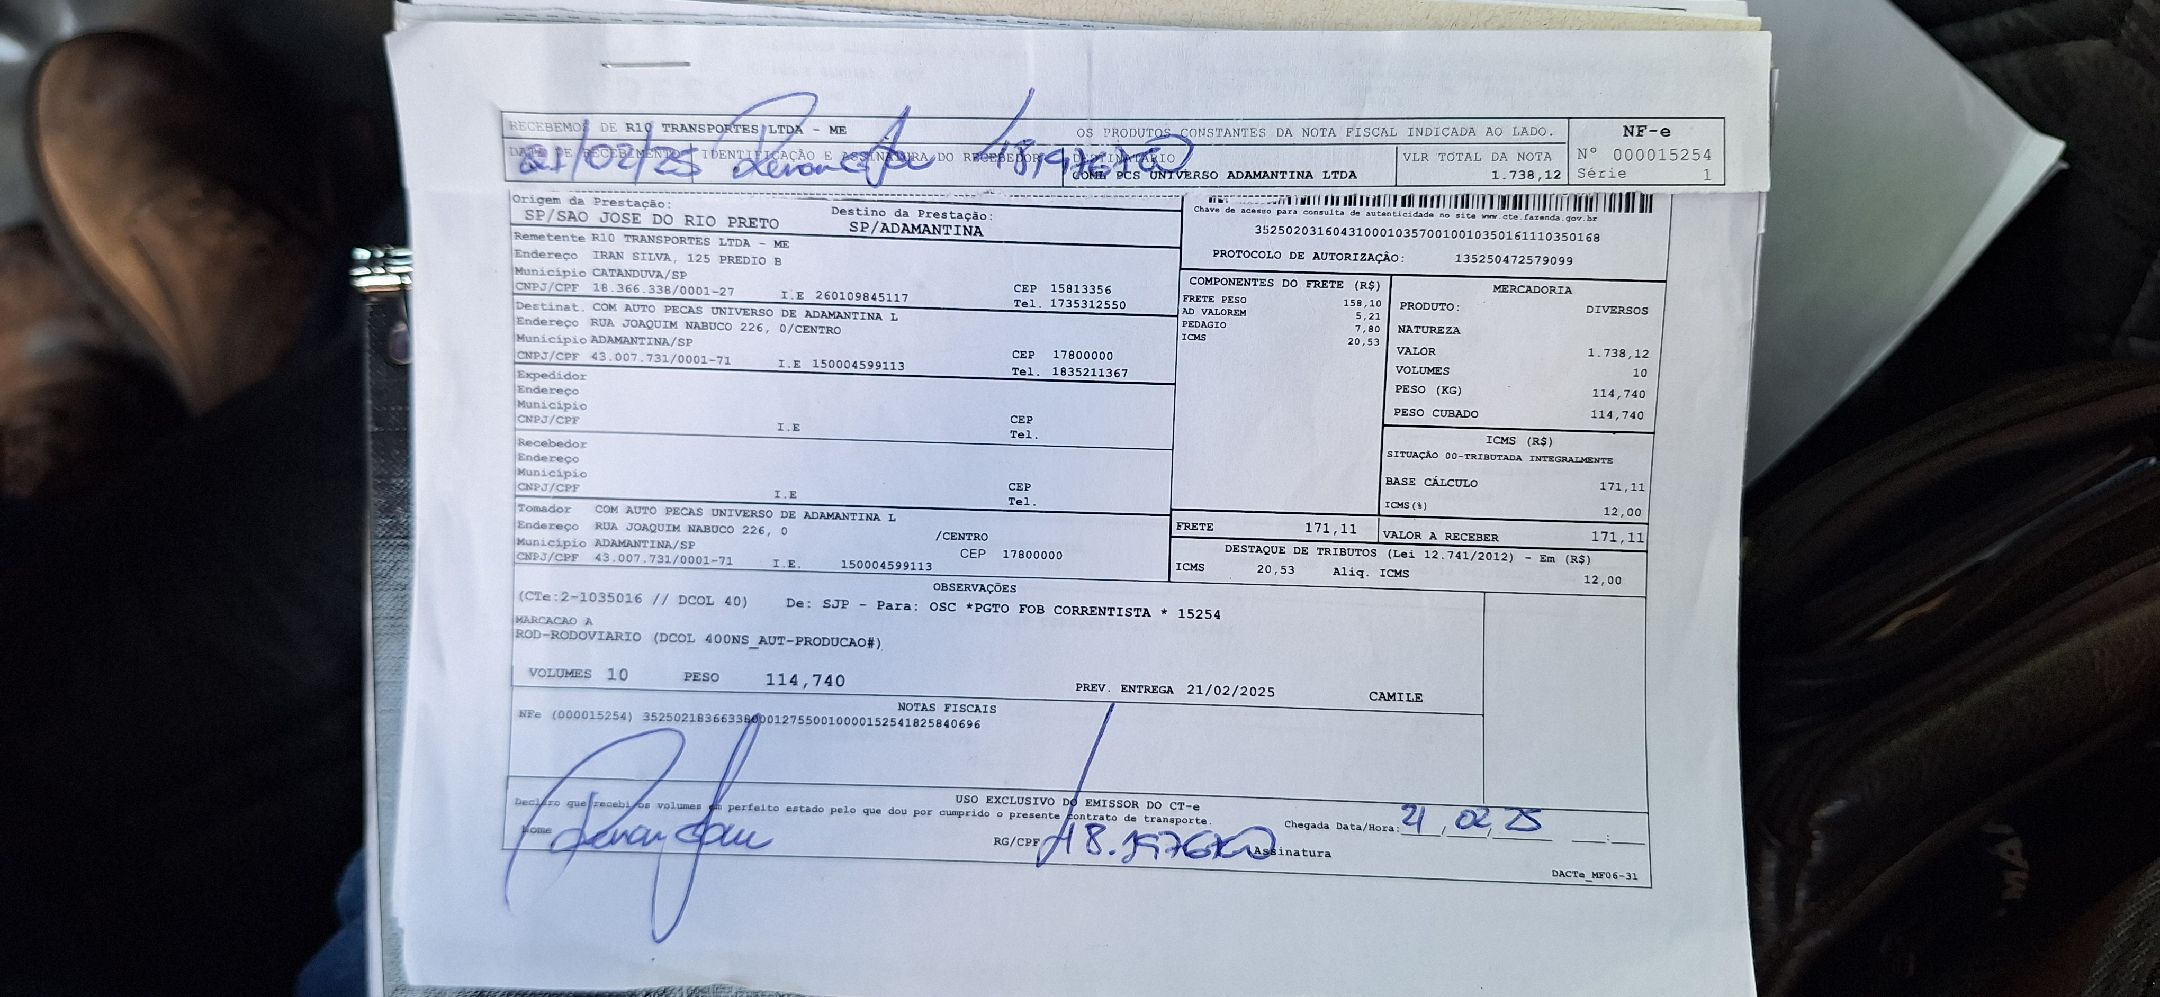 RECEBEMOS DE R10 TRANSPORTES LTDA - ME OS PRODUTOS CONSTANTES DA NOTA FISCAL INDICADA AO LADO.
NF-e
Nº 000015254
Série 1
DATA DE RECEBIMENTO IDENTIFICAÇÃO E ASSINATURA DO RECEBEDOR
21/02/25
DESTINATÁRIO
COML PCS UNIVERSO ADAMANTINA LTDA
VLR TOTAL DA NOTA
1.738,12
Origem da Prestação:
SP/SAO JOSE DO RIO PRETO
Destino da Prestação:
SP/ADAMANTINA
Chave de acesso para consulta de autenticidade no site www.cte.fazenda.gov.br
35250203160431000103570010010350161110350168
PROTOCOLO DE AUTORIZAÇÃO: 135250472579099
Remetente R10 TRANSPORTES LTDA - ME
Endereço IRAN SILVA, 125 PREDIO B
Município CATANDUVA/SP CEP 15813356
CNPJ/CPF 18.366.338/0001-27 I.E 260109845117 Tel. 1735312550
Destinat. COM AUTO PECAS UNIVERSO DE ADAMANTINA L
Endereço RUA JOAQUIM NABUCO 226, 0/CENTRO
Município ADAMANTINA/SP CEP 17800000
CNPJ/CPF 43.007.731/0001-71 I.E 150004599113 Tel. 1835211367
Expedidor
Endereço
Município
CNPJ/CPF I.E CEP
Tel.
Recebedor
Endereço
Município
CNPJ/CPF I.E CEP
Tel.
Tomador COM AUTO PECAS UNIVERSO DE ADAMANTINA L
Endereço RUA JOAQUIM NABUCO 226, 0 /CENTRO
Município ADAMANTINA/SP CEP 17800000
CNPJ/CPF 43.007.731/0001-71 I.E. 150004599113
COMPONENTES DO FRETE (R$)
FRETE PESO 158,10
AD VALOREM 5,21
PEDAGIO 7,80
ICMS 20,53
MERCADORIA
PRODUTO: DIVERSOS
NATUREZA
VALOR 1.738,12
VOLUMES 10
PESO (KG) 114,740
PESO CUBADO 114,740
ICMS (R$)
SITUAÇÃO 00-TRIBUTADA INTEGRALMENTE
BASE CÁLCULO 171,11
ICMS(%) 12,00
FRETE 171,11 VALOR A RECEBER 171,11
DESTAQUE DE TRIBUTOS (Lei 12.741/2012) - Em (R$)
ICMS 20,53 Aliq. ICMS 12,00
OBSERVAÇÕES
(CTe:2-1035016 // DCOL 40) De: SJP - Para: OSC *PGTO FOB CORRENTISTA * 15254
MARCACAO A
ROD-RODOVIARIO (DCOL 400NS_AUT-PRODUCAO#)
VOLUMES 10 PESO 114,740 PREV. ENTREGA 21/02/2025 CAMILE
NOTAS FISCAIS
NFe (000015254) 35250218366338000127550010000152541825840696
USO EXCLUSIVO DO EMISSOR DO CT-e
Declaro que recebi os volumes em perfeito estado pelo que dou por cumprido o presente contrato de transporte.
Chegada Data/Hora: 21 02 25 :
Nome RG/CPF Assinatura
DACTe_MF06-31